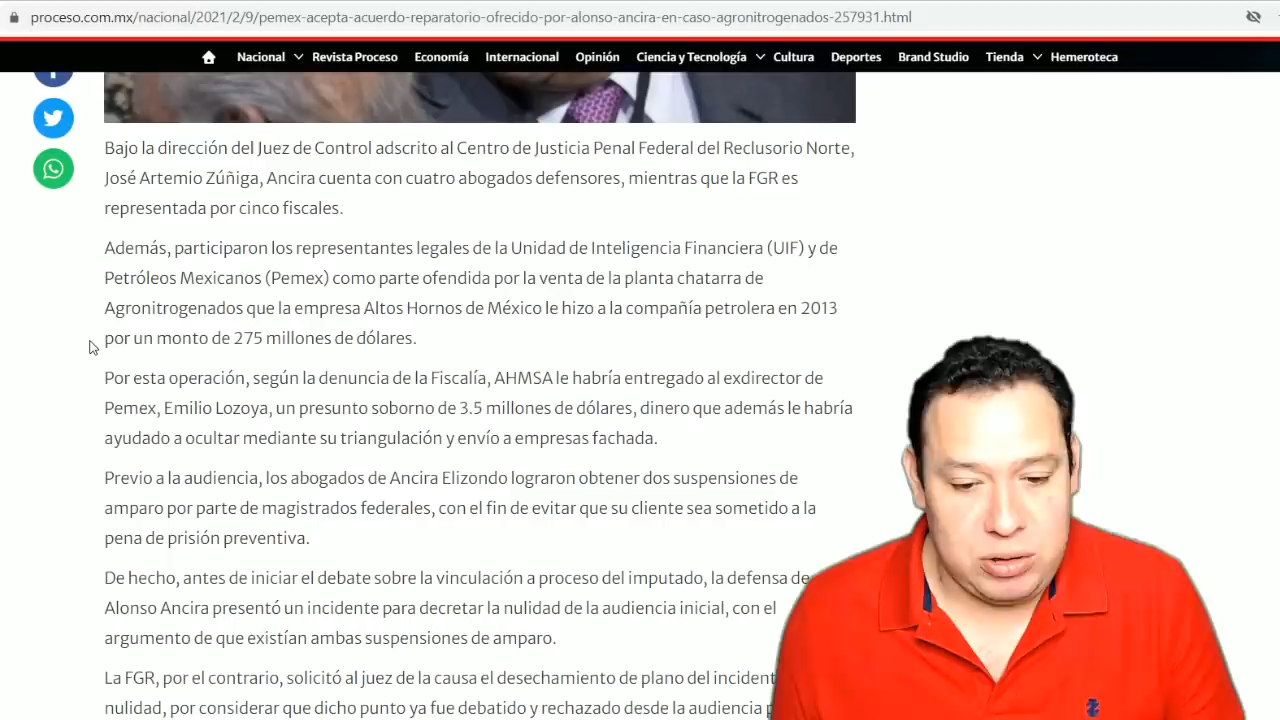 proceso.com.mx/nacional/2021/2/9/pemex-acepta-acuerdo-reparatorio-ofrecido-por-alonso-ancira-en-caso-agronitrogenados-257931.html
Nacional Revista Proceso Economía Internacional Opinión Ciencia y Tecnología Cultura Deportes Brand Studio Tienda Hemeroteca
Bajo la dirección del Juez de Control adscrito al Centro de Justicia Penal Federal del Reclusorio Norte,
José Artemio Zúñiga, Ancira cuenta con cuatro abogados defensores, mientras que la FGR es
representada por cinco fiscales.
Además, participaron los representantes legales de la Unidad de Inteligencia Financiera (UIF) y de
Petróleos Mexicanos (Pemex) como parte ofendida por la venta de la planta chatarra de
Agronitrogenados que la empresa Altos Hornos de México le hizo a la compañía petrolera en 2013
por un monto de 275 millones de dólares.
Por esta operación, según la denuncia de la Fiscalía, AHMSA le habría entregado al exdirector de
Pemex, Emilio Lozoya, un presunto soborno de 3.5 millones de dólares, dinero que además le habría
ayudado a ocultar mediante su triangulación y envío a empresas fachada.
Previo a la audiencia, los abogados de Ancira Elizondo lograron obtener dos suspensiones de
amparo por parte de magistrados federales, con el fin de evitar que su cliente sea sometido a la
pena de prisión preventiva.
De hecho, antes de iniciar el debate sobre la vinculación a proceso del imputado, la defensa de
Alonso Ancira presentó un incidente para decretar la nulidad de la audiencia inicial, con el
argumento de que existían ambas suspensiones de amparo.
La FGR, por el contrario, solicitó al juez de la causa el desechamiento de plano del incident
nulidad, por considerar que dicho punto ya fue debatido y rechazado desde la audiencia